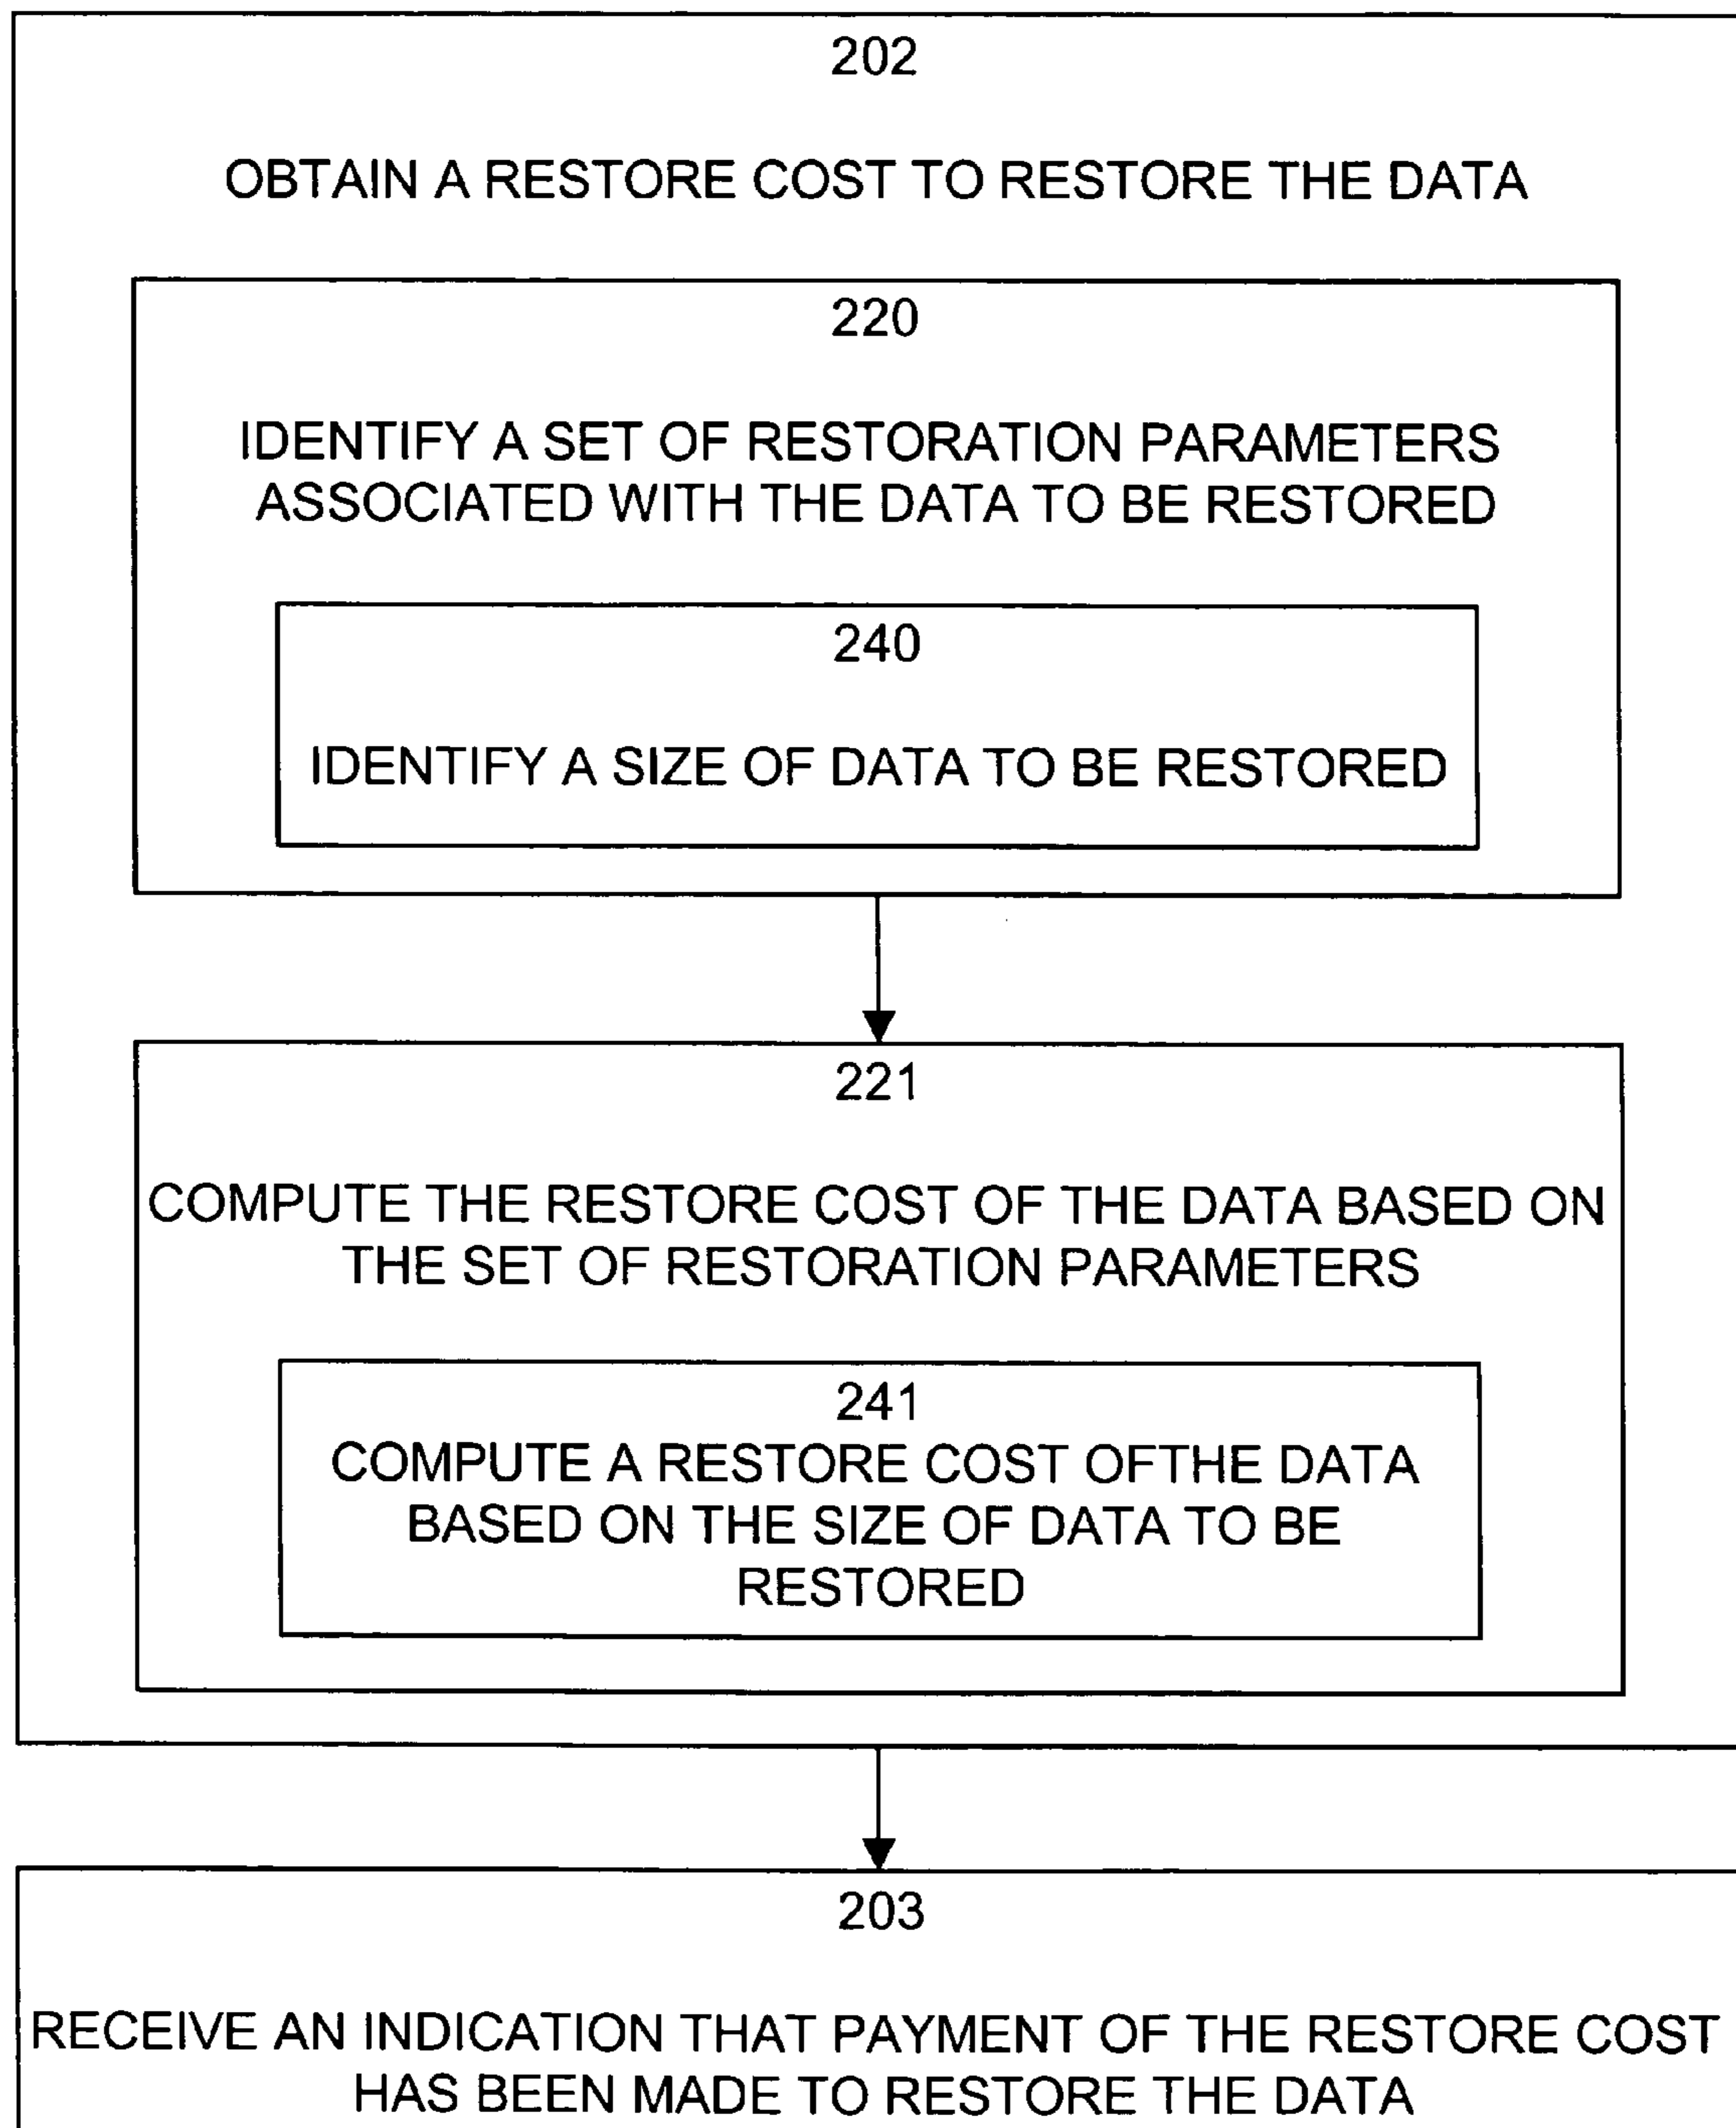 202
OBTAIN A RESTORE COST TO RESTORE THE DATA
220
IDENTIFY A SET OF RESTORATION PARAMETERS
ASSOCIATED WITH THE DATA TO BE RESTORED
240
IDENTIFY A SIZE OF DATA TO BE RESTORED
221
COMPUTE THE RESTORE COST OF THE DATA BASED ON
THE SET OF RESTORATION PARAMETERS
241
COMPUTE A RESTORE COST OFTHE DATA
BASED ON THE SIZE OF DATA TO BE
RESTORED
203
RECEIVE AN INDICATION THAT PAYMENT OF THE RESTORE COST
HAS BEEN MADE TO RESTORE THE DATA